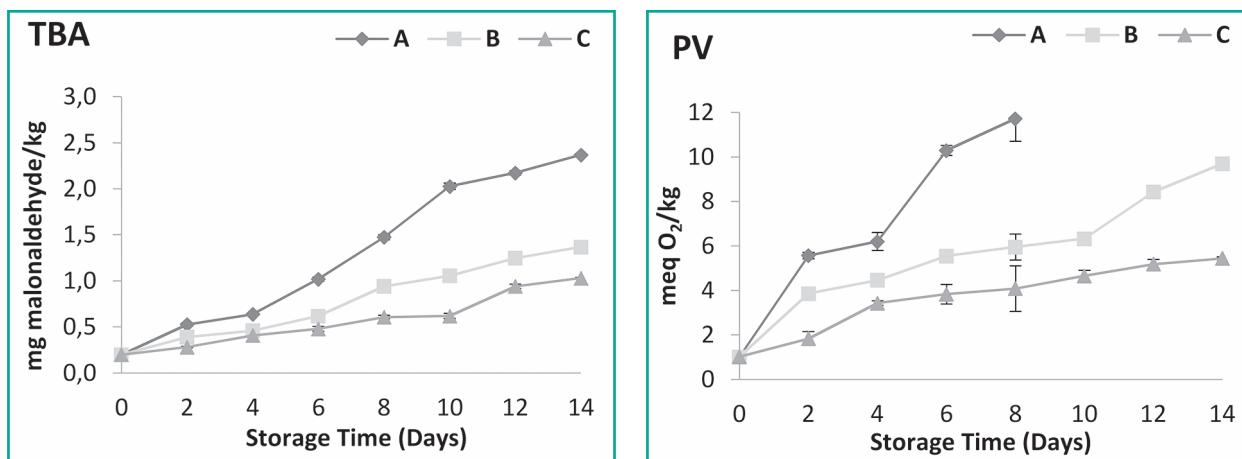 TBA
A B C
mg malonaldehyde/kg
3,0
2,5
2,0
1,5
1,0
0,5
0,0
0 2 4 6 8 10 12 14
Storage Time (Days)
PV
A B C
meq O₂/kg
12
10
8
6
4
2
0
0 2 4 6 8 10 12 14
Storage Time (Days)